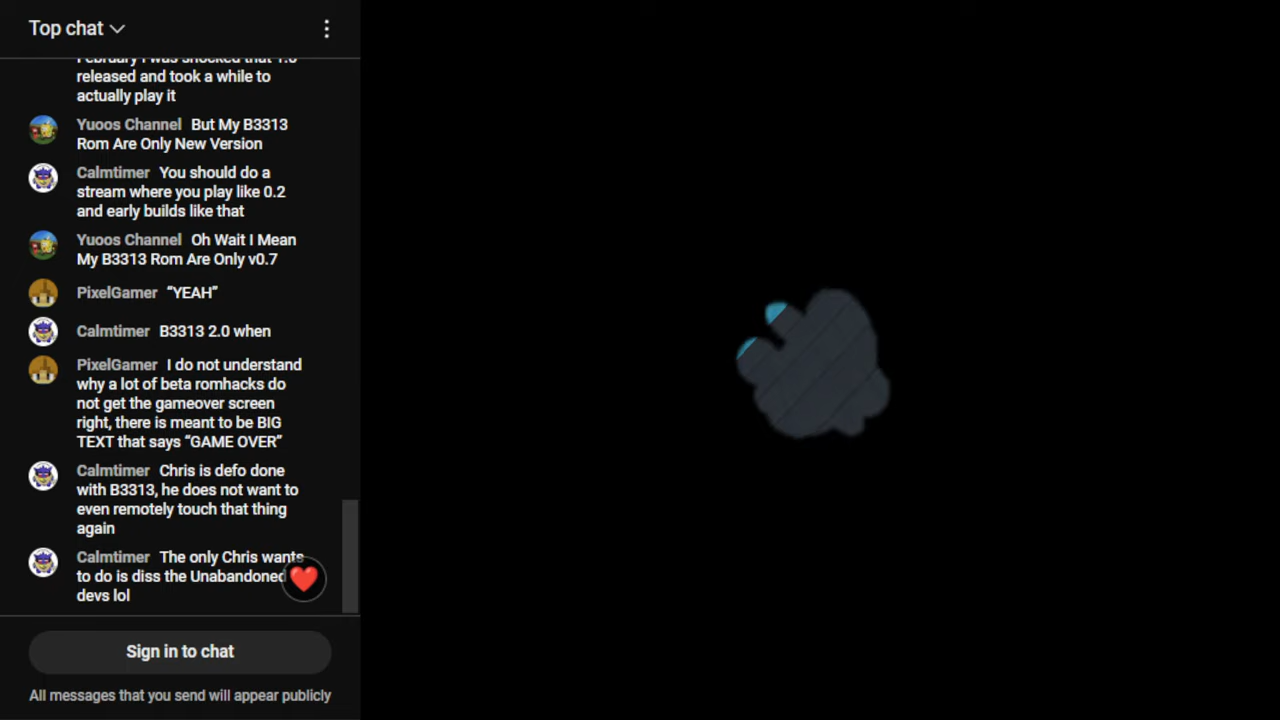 Top chat
February I was shocked that 1.0
released and took a while to
actually play it
Yuoos Channel But My B3313
Rom Are Only New Version
Calmtimer You should do a
stream where you play like 0.2
and early builds like that
Yuoos Channel Oh Wait I Mean
My B3313 Rom Are Only v0.7
PixelGamer “YEAH”
Calmtimer B3313 2.0 when
PixelGamer I do not understand
why a lot of beta romhacks do
not get the gameover screen
right, there is meant to be BIG
TEXT that says “GAME OVER”
Calmtimer Chris is defo done
with B3313, he does not want to
even remotely touch that thing
again
Calmtimer The only Chris wants
to do is diss the Unabandoned
devs lol
Sign in to chat
All messages that you send will appear publicly